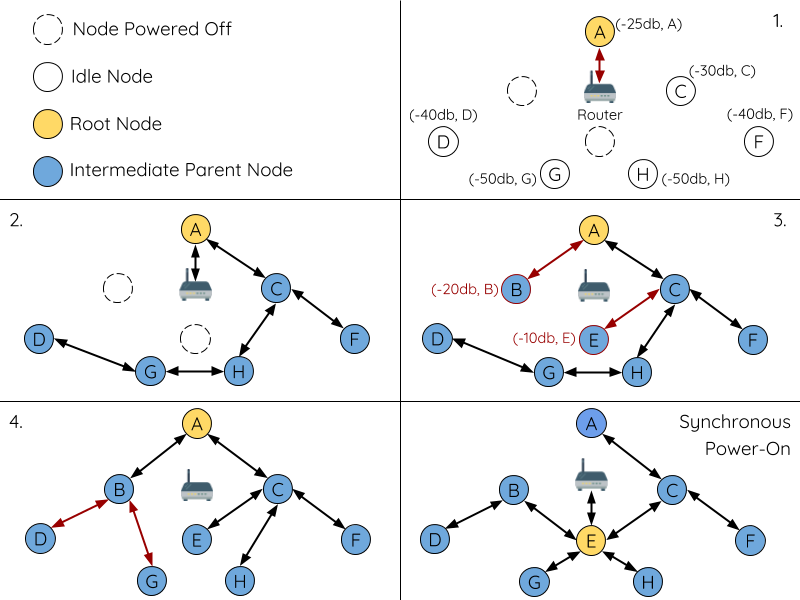 Node Powered Off
Idle Node
Root Node
Intermediate Parent Node
1.
A
(-25db, A)
(-30db, C)
C
Router
(-40db, D)
D
(-40db, F)
F
(-50db, G)
G
H
(-50db, H)
2.
A
C
D
F
G
H
3.
A
(-20db, B)
B
C
(-10db, E)
E
D
F
G
H
4.
A
B
C
D
E
F
G
H
Synchronous
Power-On
A
B
C
D
E
F
G
H